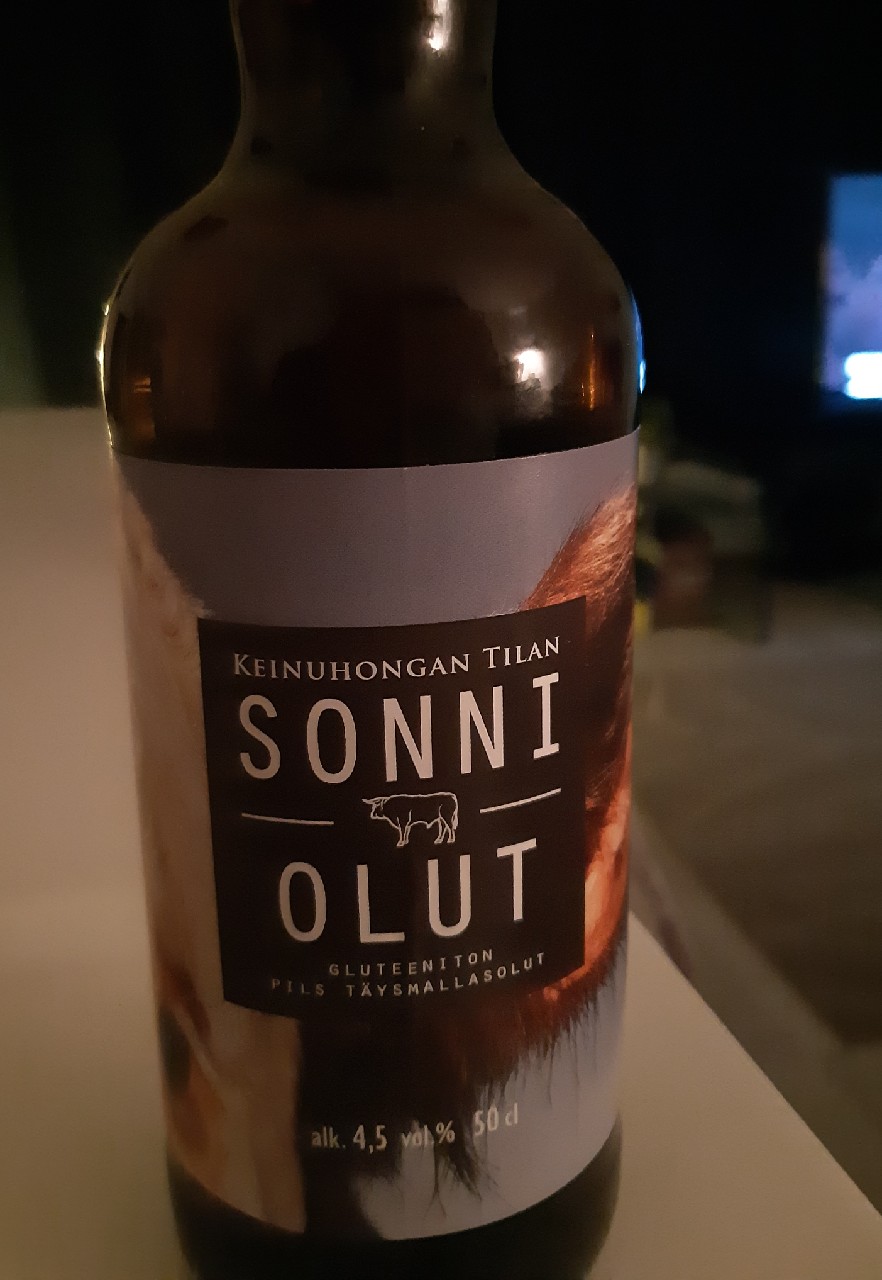 KEINUHONGAN TILAN
SONNI
OLUT
GLUTEENITON
PILS TÄYSMALLASOLUT
alk. 4,5 vol.% 50 cl